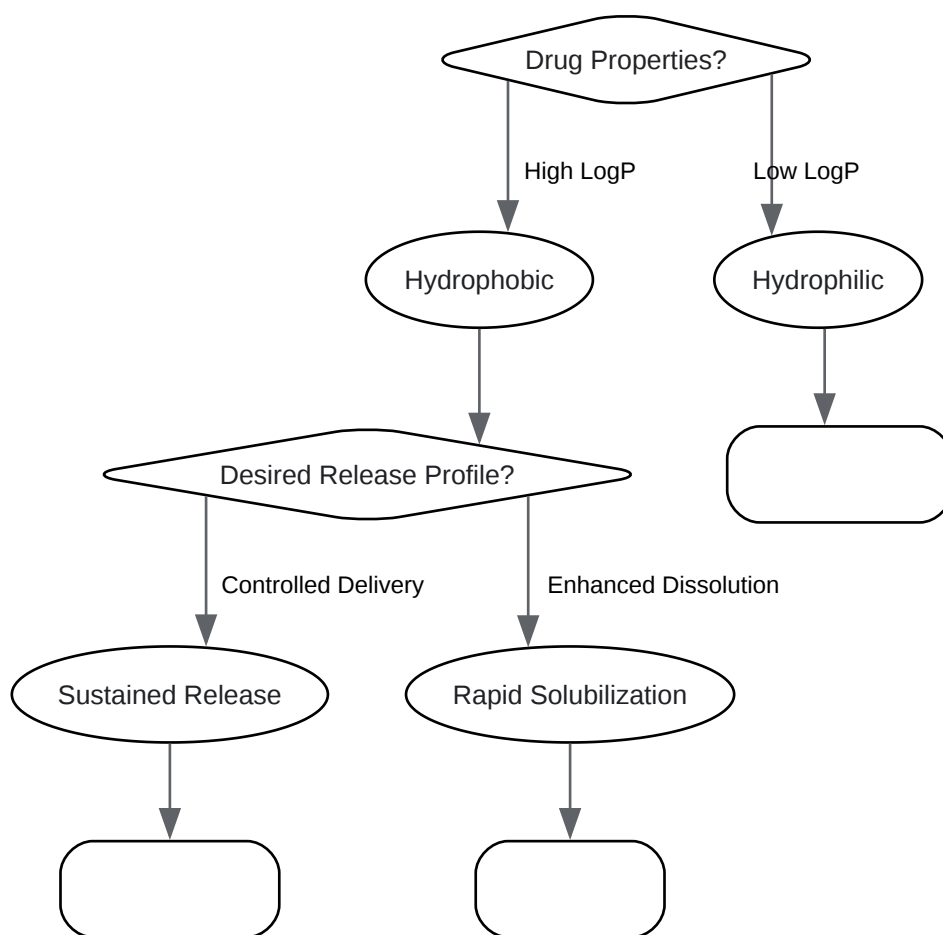 Drug Properties?
High LogP
Low LogP
Hydrophobic
Hydrophilic
Desired Release Profile?
Controlled Delivery
Enhanced Dissolution
Sustained Release
Rapid Solubilization